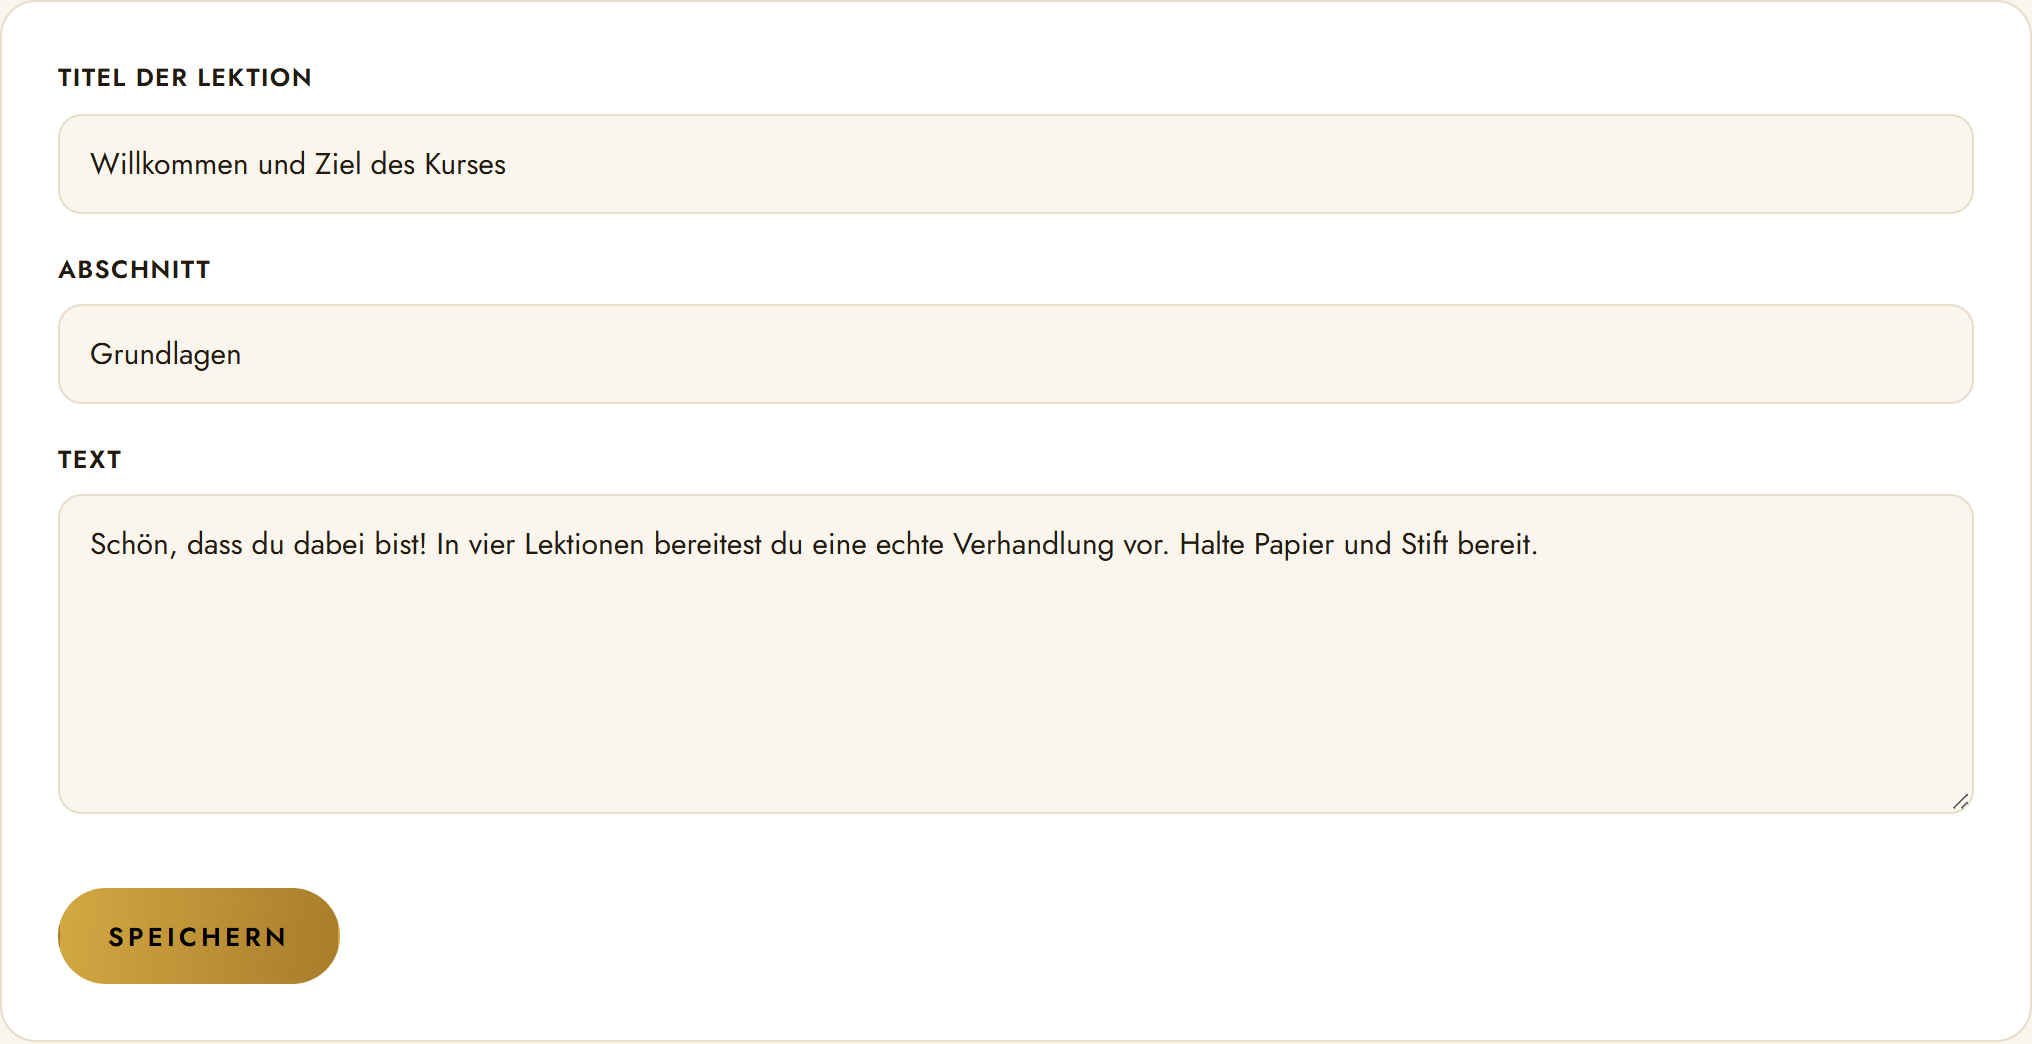 TITEL DER LEKTION
Willkommen und Ziel des Kurses
ABSCHNITT
Grundlagen
TEXT
Schön, dass du dabei bist! In vier Lektionen bereitest du eine echte Verhandlung vor. Halte Papier und Stift bereit.
SPEICHERN